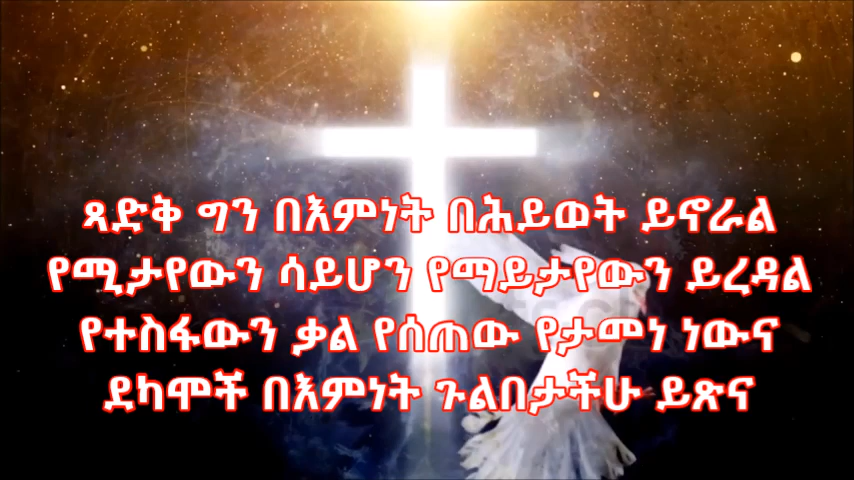 ጻድቅ ግን በእምነት በሕይወት ይኖራል
የሚታየውን ሳይሆን የማይታየውን ይረዳል
የተስፋውን ቃል የሰጠው የታመነ ነውና
ደካሞች በእምነት ጉልበታችሁ ይጽና